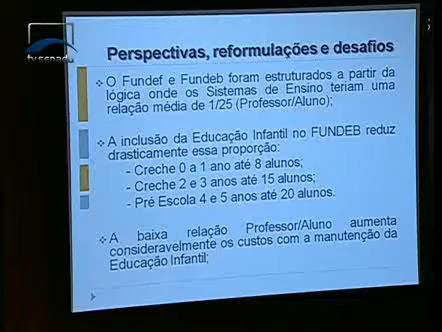 tv senado
Perspectivas, reformulações e desafios
O Fundef e Fundeb foram estruturados a partir da
lógica onde os Sistemas de Ensino teriam uma
relação média de 1/25 (Professor/Aluno);
A inclusão da Educação Infantil no FUNDEB reduz
drasticamente essa proporção:
- Creche 0 a 1 ano até 8 alunos;
- Creche 2 e 3 anos até 15 alunos;
- Pré Escola 4 e 5 anos até 20 alunos.
A baixa relação Professor/Aluno aumenta
consideravelmente os custos com a manutenção da
Educação Infantil;